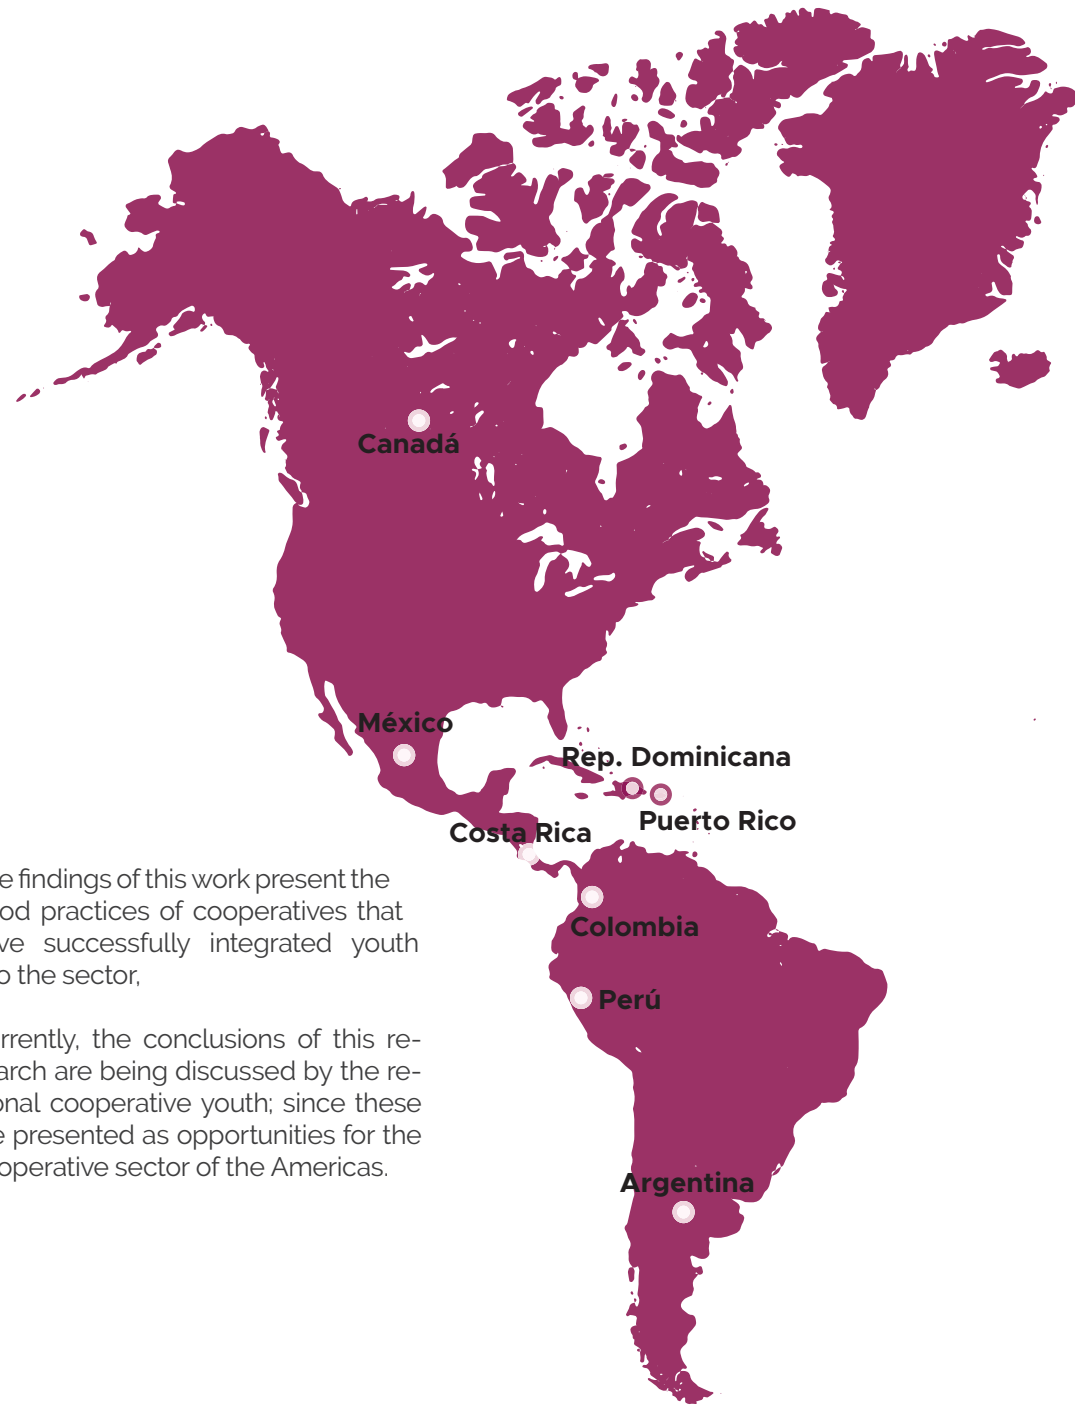 Canadá
México
Rep. Dominicana
Puerto Rico
Costa Rica
e findings of this work present the
od practices of cooperatives that
ve successfully integrated youth
o the sector,
Colombia
Perú
rrently, the conclusions of this re-
arch are being discussed by the re-
onal cooperative youth; since these
e presented as opportunities for the
operative sector of the Americas.
Argentina